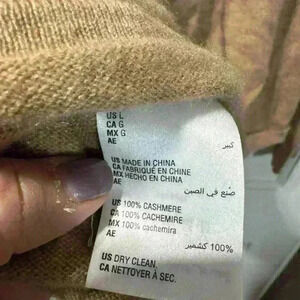 US L
CA G
MX G
AE
كبير
US MADE IN CHINA
CA FABRIQUÉ EN CHINE
MX HECHO EN CHINA
AE
صنع في الصين
US 100% CASHMERE
CA 100% CACHEMIRE
MX 100% cachemira
AE
100% كشمير
US DRY CLEAN.
CA NETTOYER À SEC.